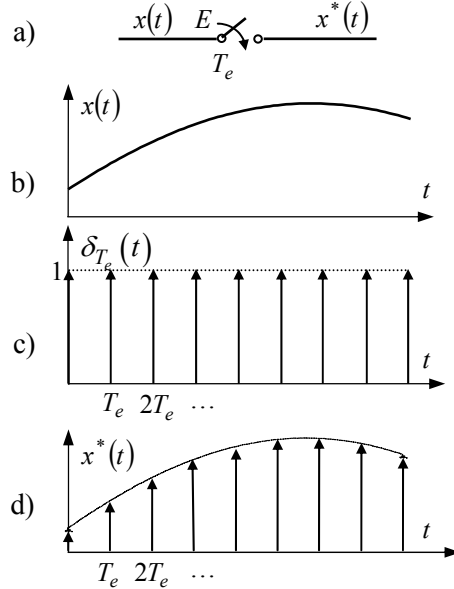 a) x(t) E x*(t)
T_e
x(t)
b) t
δ_{T_e}(t)
1
c) t
T_e 2T_e …
x*(t)
d) t
T_e 2T_e …